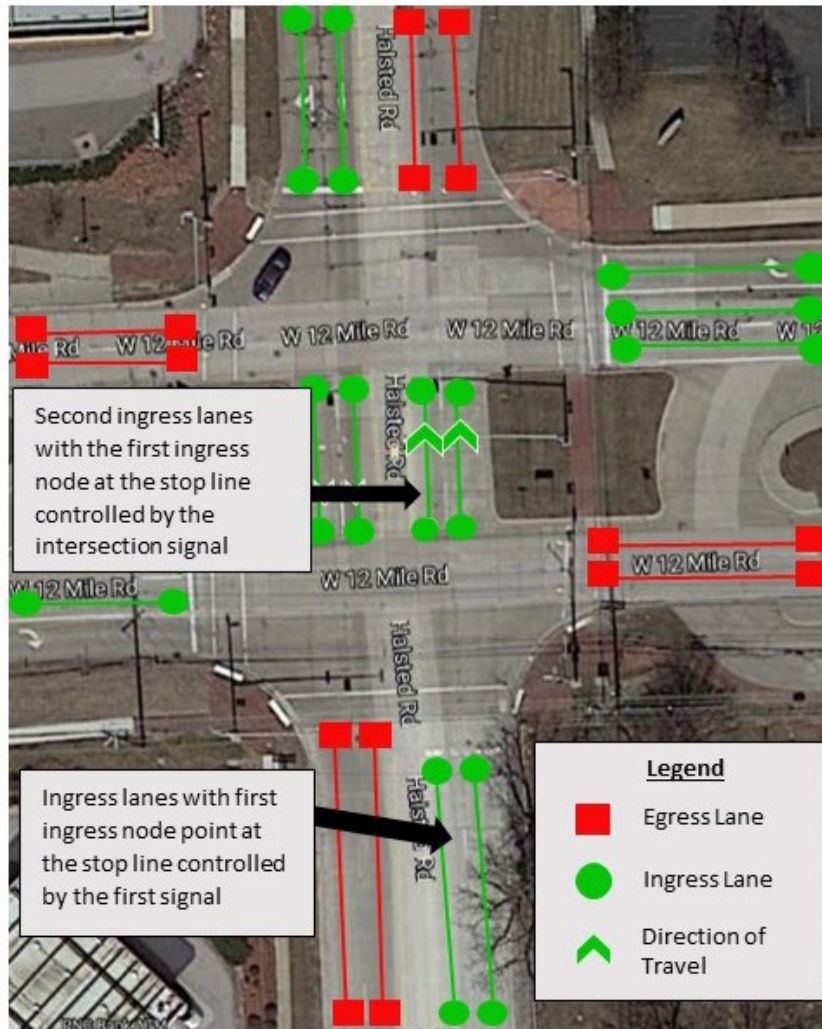 Halsted Rd
W 12 Mile Rd
W 12 Mile Rd
W 12 Mile Rd
W 12
Mile Rd
W 12 Mile Rd
Halsted Rd
Second ingress lanes
with the first ingress
node at the stop line
controlled by the
intersection signal
W 12 Mile Rd
W 12 Mile Rd
W 12 Mile Rd
Halsted Rd
Ingress lanes with first
ingress node point at
the stop line controlled
by the first signal
Halsted Rd
Legend
Egress Lane
Ingress Lane
Direction of
Travel